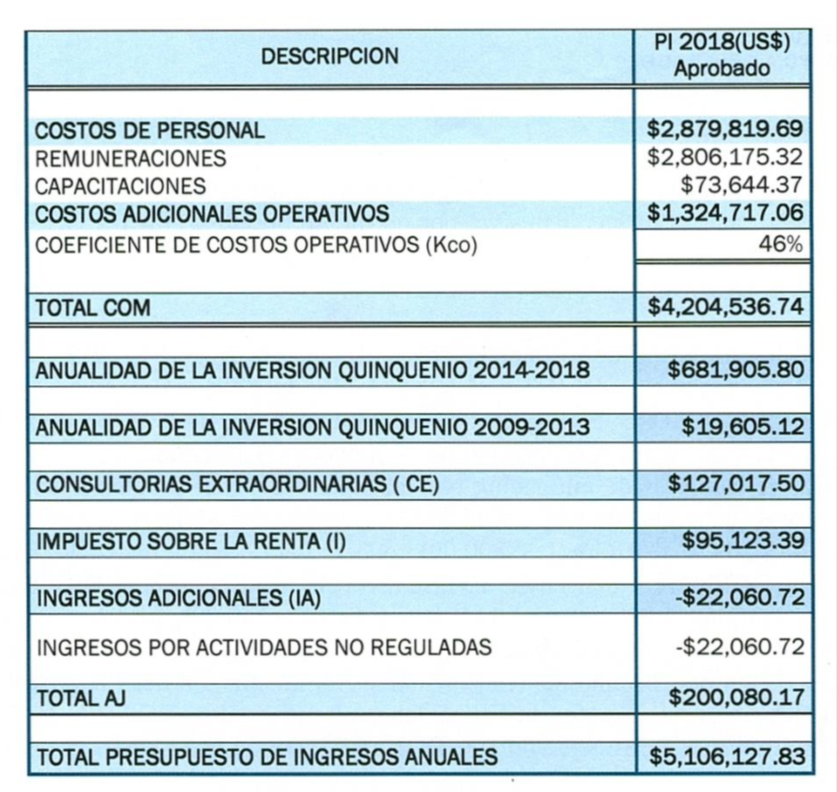 DESCRIPCION PI 2018(US$) Aprobado
COSTOS DE PERSONAL $2,879,819.69
REMUNERACIONES $2,806,175.32
CAPACITACIONES $73,644.37
COSTOS ADICIONALES OPERATIVOS $1,324,717.06
COEFICIENTE DE COSTOS OPERATIVOS (Kco) 46%
TOTAL COM $4,204,536.74
ANUALIDAD DE LA INVERSION QUINQUENIO 2014-2018 $681,905.80
ANUALIDAD DE LA INVERSION QUINQUENIO 2009-2013 $19,605.12
CONSULTORIAS EXTRAORDINARIAS ( CE) $127,017.50
IMPUESTO SOBRE LA RENTA (I) $95,123.39
INGRESOS ADICIONALES (IA) -$22,060.72
INGRESOS POR ACTIVIDADES NO REGULADAS -$22,060.72
TOTAL AJ $200,080.17
TOTAL PRESUPUESTO DE INGRESOS ANUALES $5,106,127.83